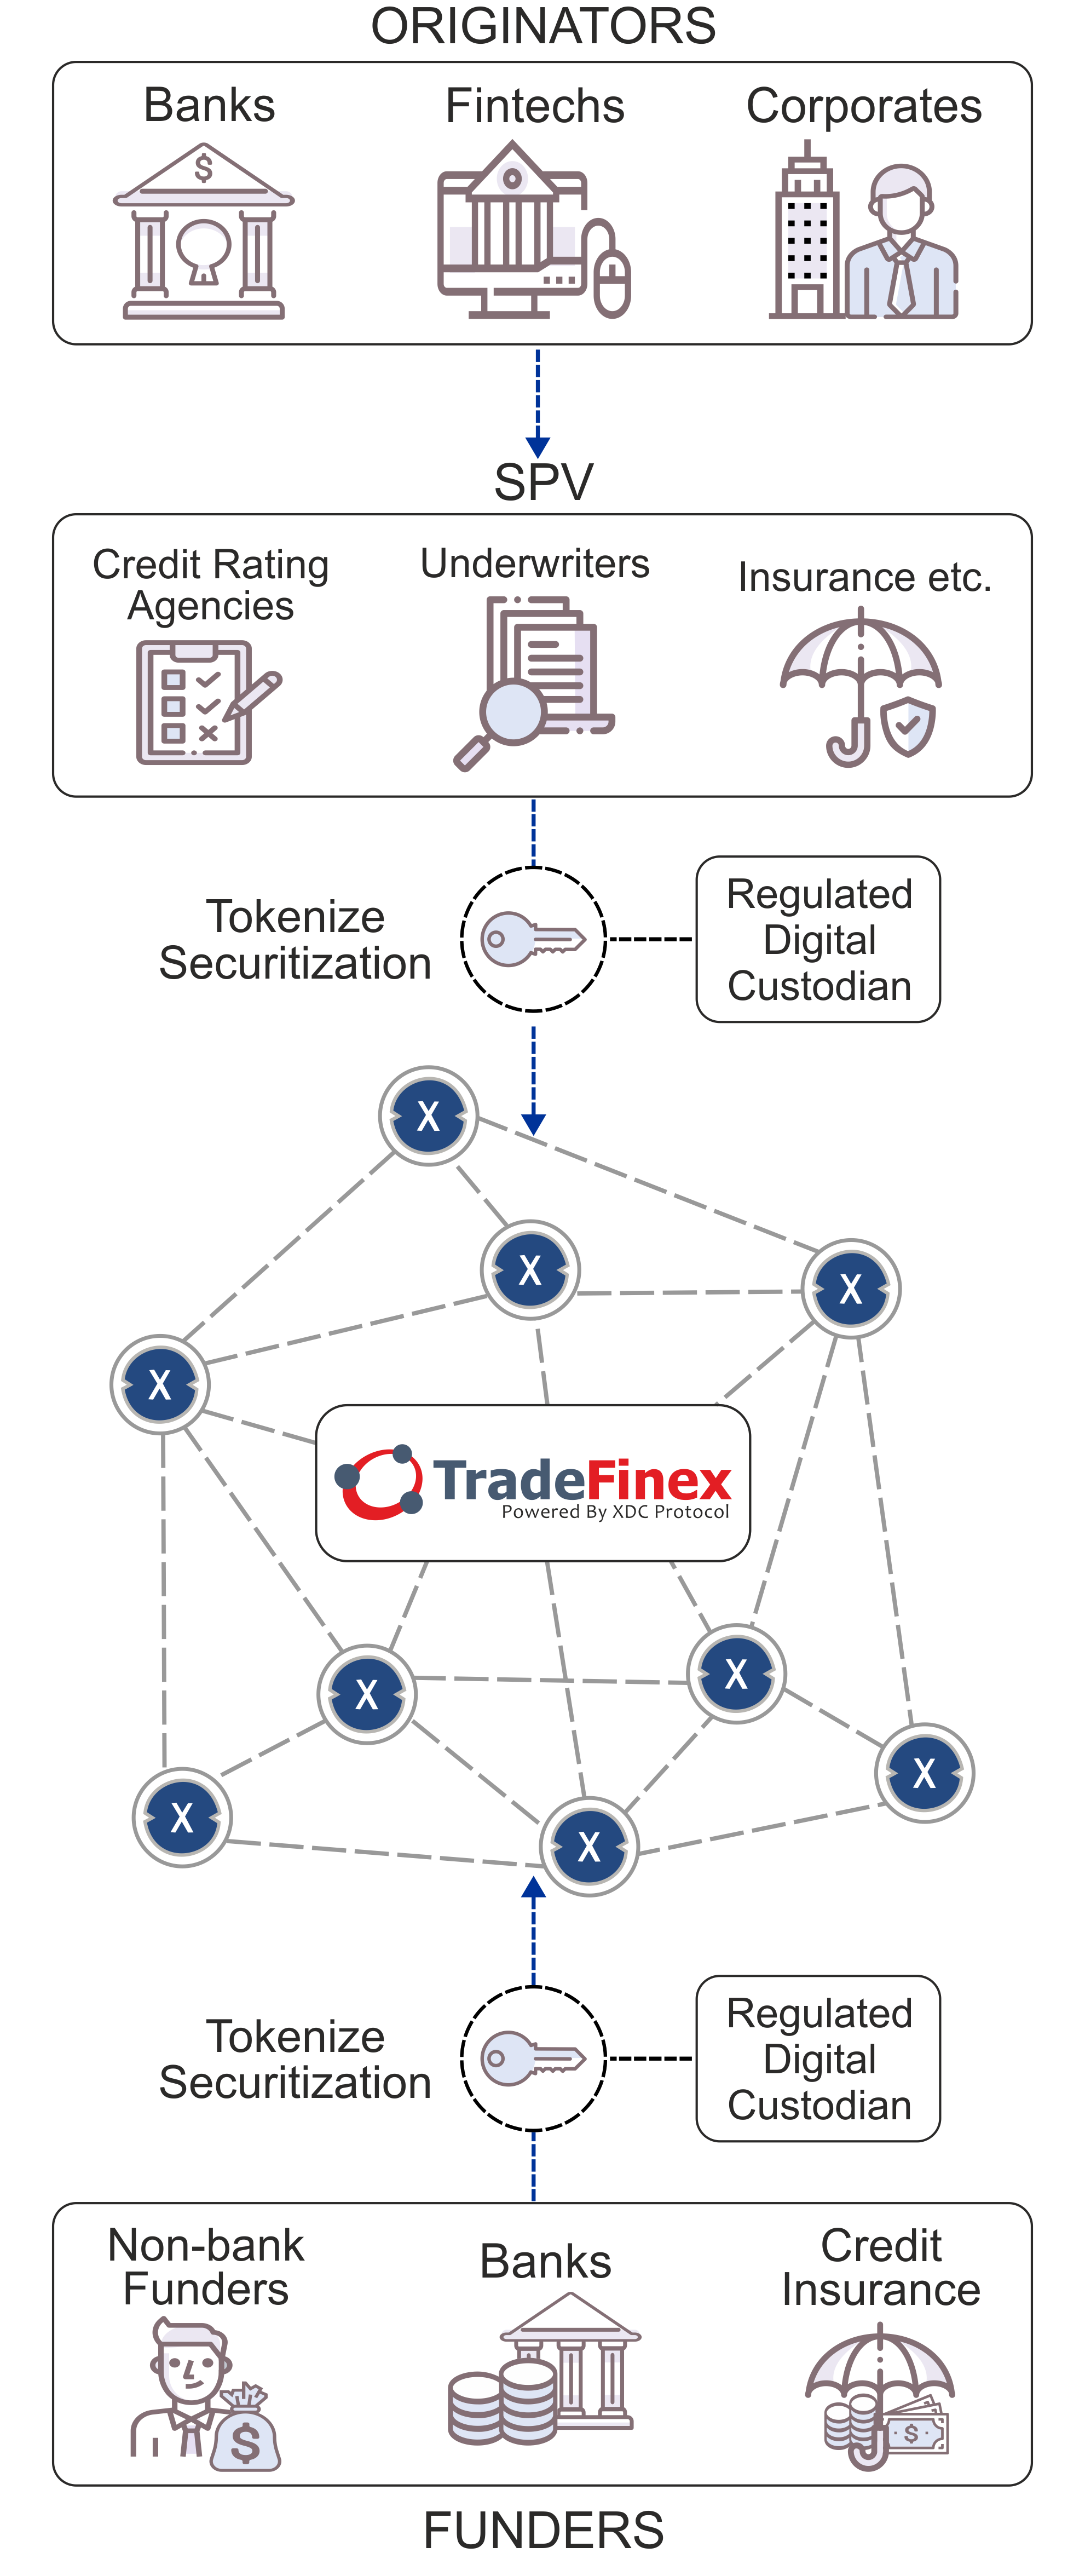 ORIGINATORS
Banks
Fintechs
Corporates
$
SPV
Credit Rating
Agencies
Underwriters
Insurance etc.
Tokenize
Securitization
Regulated
Digital
Custodian
X
X
X
X
TradeFinex
Powered By XDC Protocol
X
X
X
X
X
Tokenize
Securitization
Regulated
Digital
Custodian
Non-bank
Funders
Banks
Credit
Insurance
$
$
FUNDERS